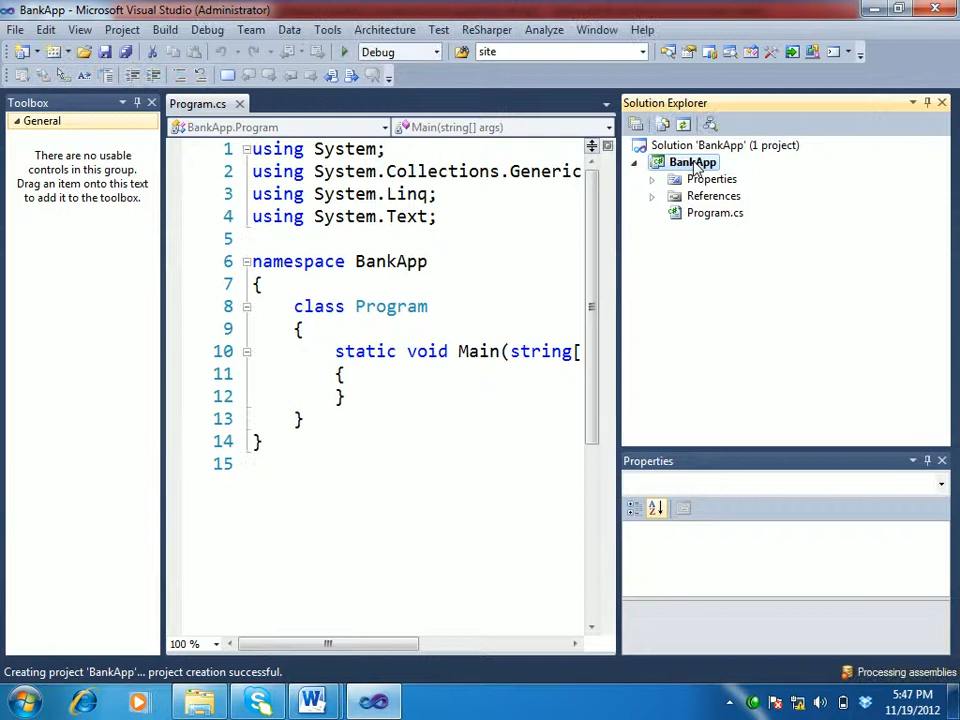 BankApp - Microsoft Visual Studio (Administrator)
File Edit View Project Build Debug Team Data Tools Architecture Test ReSharper Analyze Window Help
Debug site
Toolbox
General
There are no usable
controls in this group.
Drag an item onto this text
to add it to the toolbox.
Program.cs
BankApp.Program Main(string[] args)
1 using System;
2 using System.Collections.Generic
3 using System.Linq;
4 using System.Text;
5
6 namespace BankApp
7 {
8 class Program
9 {
10 static void Main(string[
11 {
12 }
13 }
14 }
15
100 %
Solution Explorer
Solution 'BankApp' (1 project)
BankApp
Properties
References
Program.cs
Properties
Creating project 'BankApp'... project creation successful.
Processing assemblies
5:47 PM
11/19/2012